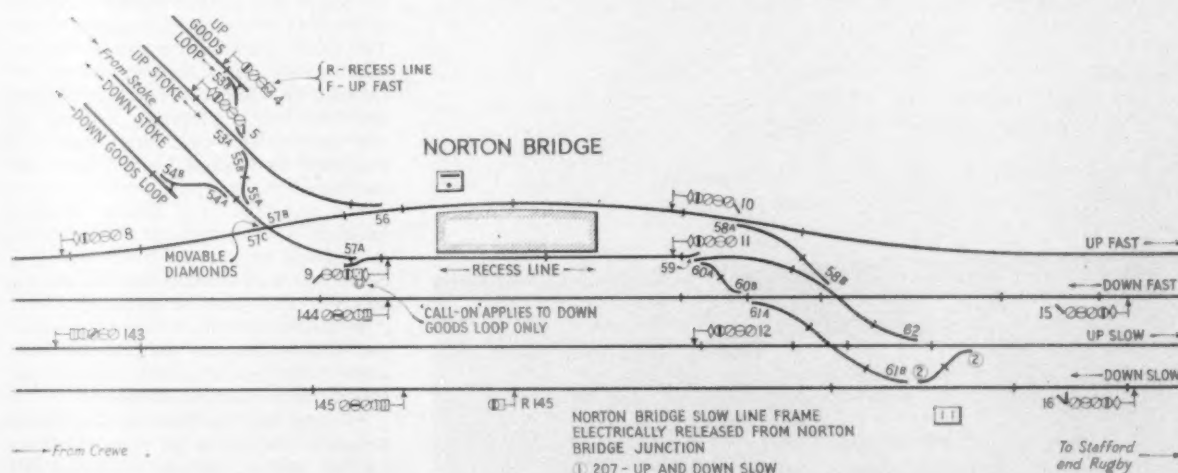 UP
GOODS
LOOP
UP STOKE
From Stoke
DOWN STOKE
DOWN GOODS LOOP
53B
4
5
53A
55B
55A
54B
54A
R - RECESS LINE
F - UP FAST
NORTON BRIDGE
57B
57C
57A
56
8
9
10
11
12
MOVABLE
DIAMONDS
RECESS LINE
58A
58B
59
60A
60B
61A
61B
62
②
②
UP FAST
DOWN FAST
UP SLOW
DOWN SLOW
15
16
144
"CALL-ON" APPLIES TO DOWN
GOODS LOOP ONLY
143
145
R 145
NORTON BRIDGE SLOW LINE FRAME
ELECTRICALLY RELEASED FROM NORTON
BRIDGE JUNCTION
① 207 - UP AND DOWN SLOW
From Crewe
To Stafford
and Rugby